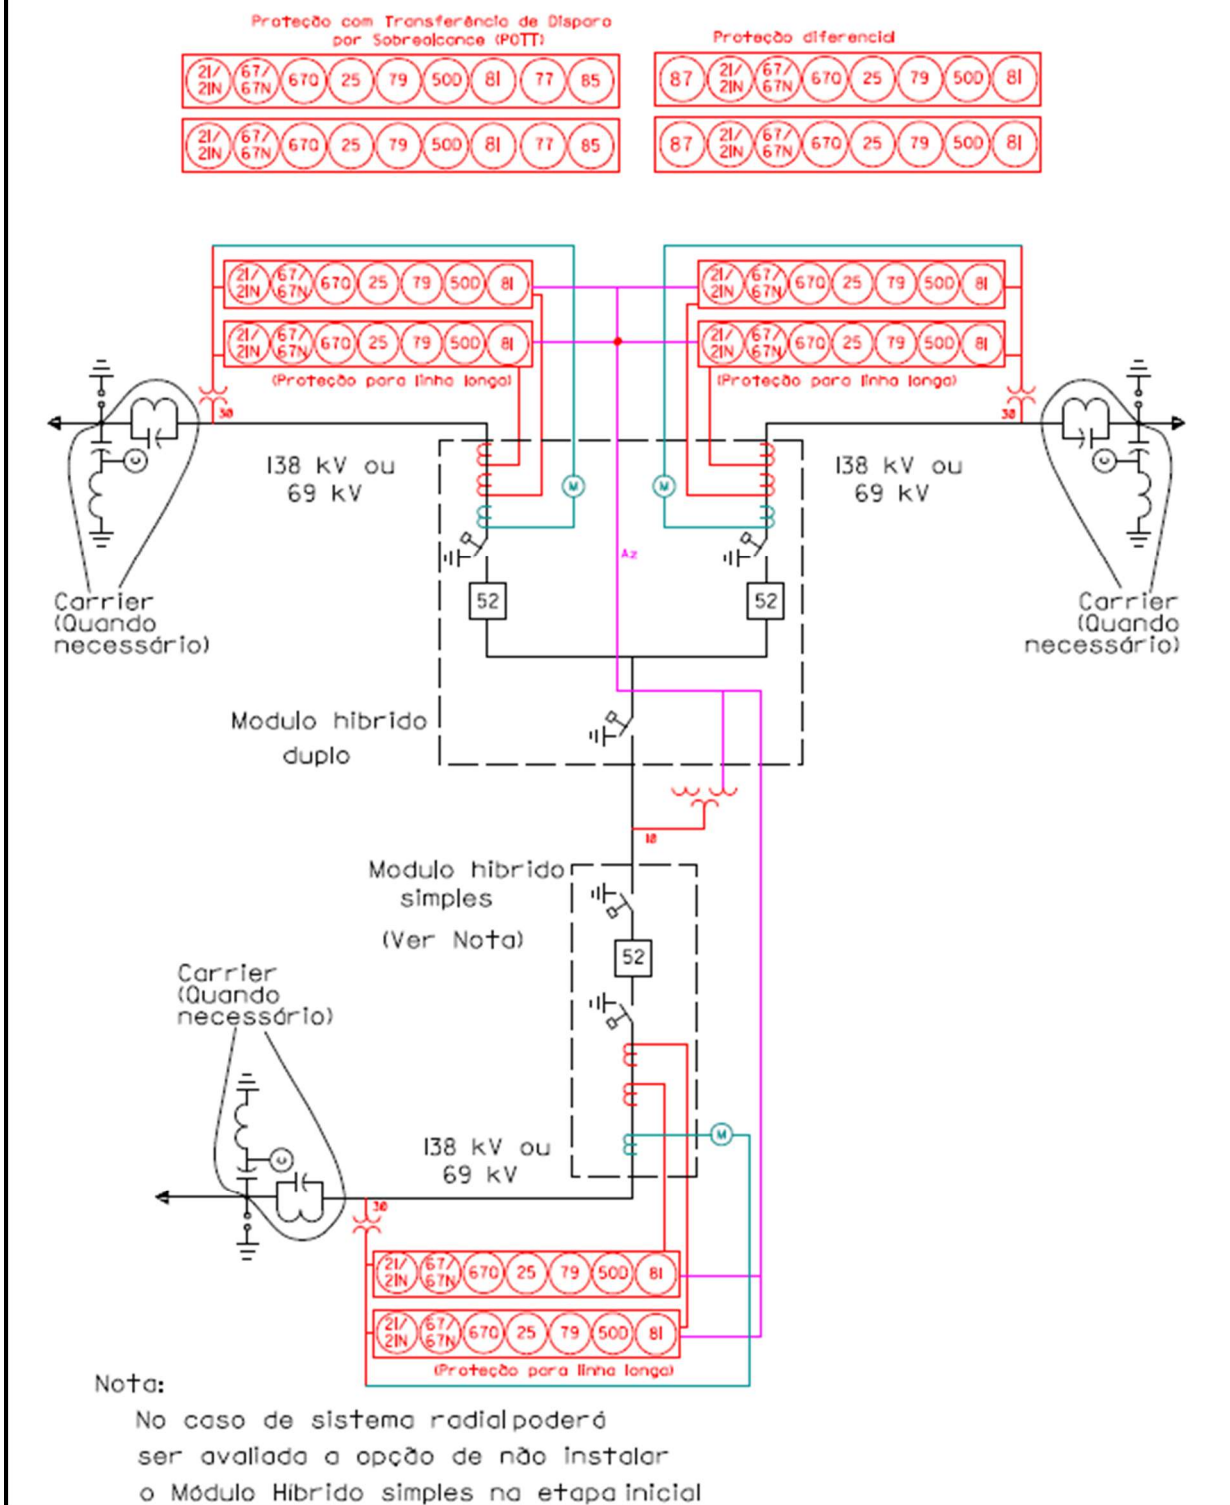 Proteção com Transferência de Disparo
por Sobrealcance (POTT)
Proteção diferencial
21/21N 67/67N 67Q 25 79 50D 81 77 85
87 21/21N 67/67N 67Q 25 79 50D 81
21/21N 67/67N 67Q 25 79 50D 81 77 85
87 21/21N 67/67N 67Q 25 79 50D 81
21/21N 67/67N 67Q 25 79 50D 81
21/21N 67/67N 67Q 25 79 50D 81
21/21N 67/67N 67Q 25 79 50D 81
21/21N 67/67N 67Q 25 79 50D 81
(Proteção para linha longa)
(Proteção para linha longa)
3Ø
3Ø
138 kV ou
69 kV
138 kV ou
69 kV
M
M
52
52
Carrier
(Quando
necessário)
Carrier
(Quando
necessário)
Modulo hibrido
duplo
1Ø
Modulo hibrido
simples
(Ver Nota)
52
Carrier
(Quando
necessário)
M
138 kV ou
69 kV
3Ø
21/21N 67/67N 67Q 25 79 50D 81
21/21N 67/67N 67Q 25 79 50D 81
(Proteção para linha longa)
Nota:
No caso de sistema radial poderá
ser avaliada a opção de não instalar
o Módulo Híbrido simples na etapa inicial